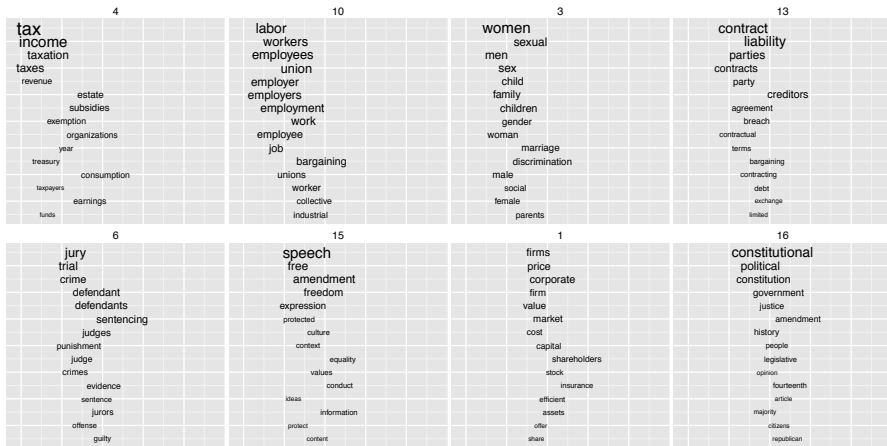 4
tax
income
taxation
taxes
revenue
estate
subsidies
exemption
organizations
year
treasury
consumption
taxpayers
earnings
funds
10
labor
workers
employees
union
employer
employers
employment
work
employee
job
bargaining
unions
worker
collective
industrial
3
women
sexual
men
sex
child
family
children
gender
woman
marriage
discrimination
male
social
female
parents
13
contract
liability
parties
contracts
party
creditors
agreement
breach
contractual
terms
bargaining
contracting
debt
exchange
limited
6
jury
trial
crime
defendant
defendants
sentencing
judges
punishment
judge
crimes
evidence
sentence
jurors
offense
guilty
15
speech
free
amendment
freedom
expression
protected
culture
context
equality
values
conduct
ideas
information
protect
content
1
firms
price
corporate
firm
value
market
cost
capital
shareholders
stock
insurance
efficient
assets
offer
share
16
constitutional
political
constitution
government
justice
amendment
history
people
legislative
opinion
fourteenth
article
majority
citizens
republican